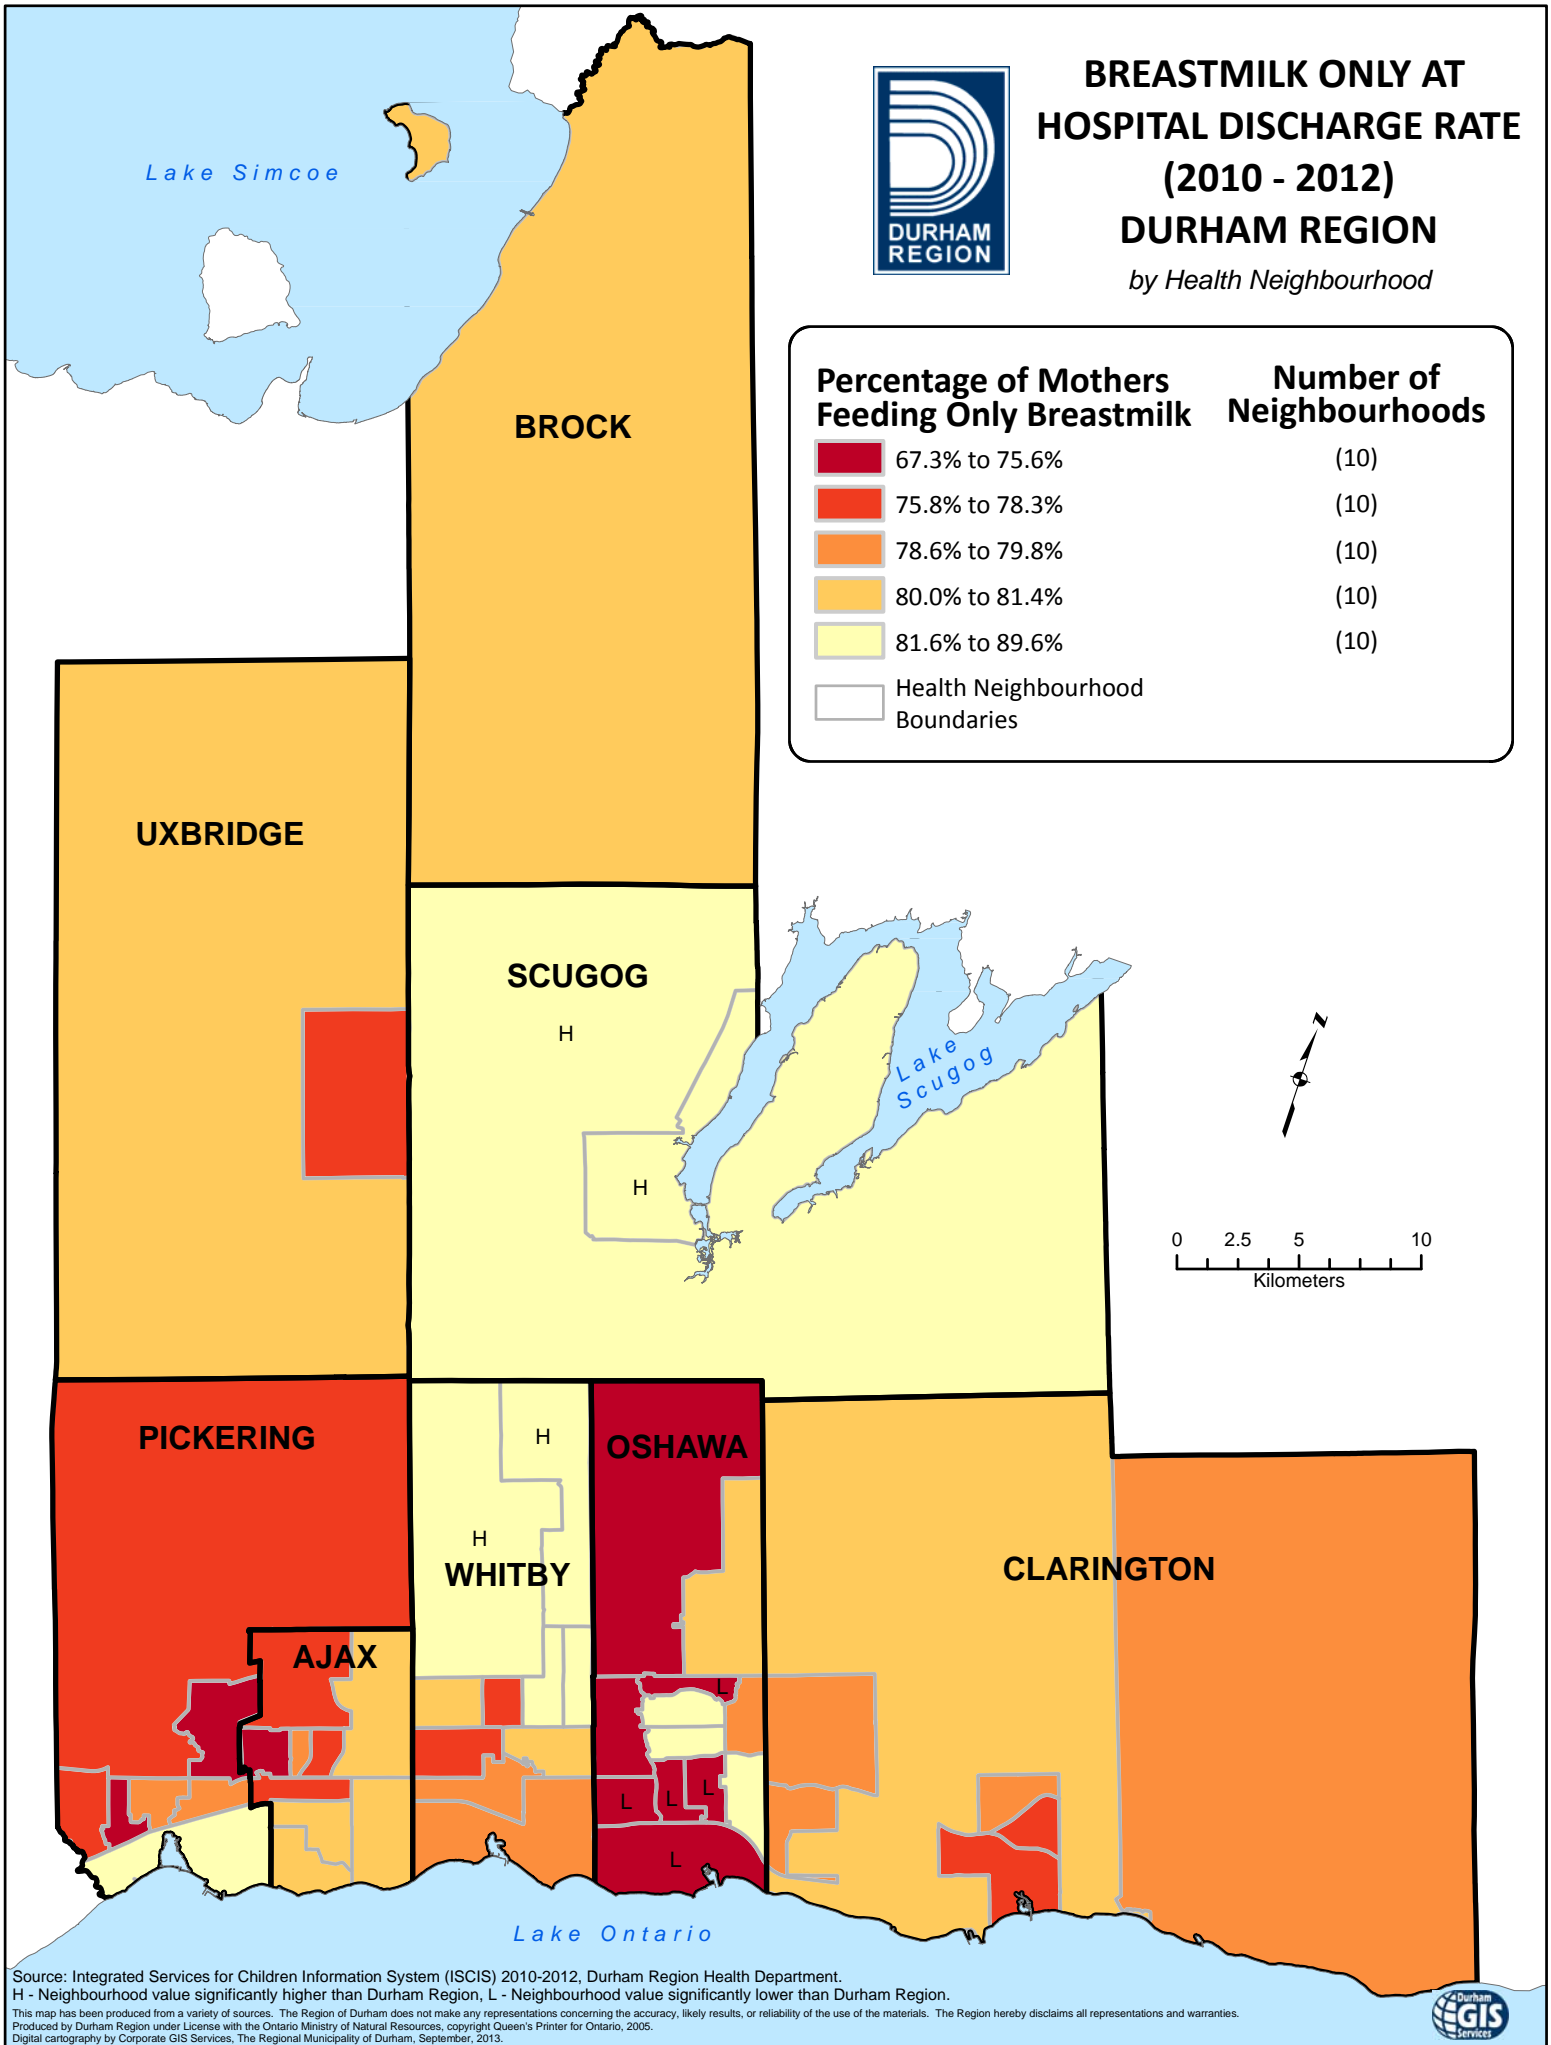 BREASTMILK ONLY AT
HOSPITAL DISCHARGE RATE
(2010 - 2012)
DURHAM REGION
by Health Neighbourhood
DURHAM
REGION
Lake Simcoe
Percentage of Mothers
Feeding Only Breastmilk
Number of
Neighbourhoods
67.3% to 75.6% (10)
75.8% to 78.3% (10)
78.6% to 79.8% (10)
80.0% to 81.4% (10)
81.6% to 89.6% (10)
Health Neighbourhood
Boundaries
BROCK
UXBRIDGE
SCUGOG
H
Lake
Scugog
N
H
0 2.5 5 10
Kilometers
PICKERING
H
OSHAWA
H
WHITBY
CLARINGTON
AJAX
L
L
L
L
L
Lake Ontario
Source: Integrated Services for Children Information System (ISCIS) 2010-2012, Durham Region Health Department.
H - Neighbourhood value significantly higher than Durham Region, L - Neighbourhood value significantly lower than Durham Region.
This map has been produced from a variety of sources. The Region of Durham does not make any representations concerning the accuracy, likely results, or reliability of the use of the materials. The Region hereby disclaims all representations and warranties.
Produced by Durham Region under License with the Ontario Ministry of Natural Resources, copyright Queen's Printer for Ontario, 2005.
Digital cartography by Corporate GIS Services, The Regional Municipality of Durham, September, 2013.
Durham
GIS
Services